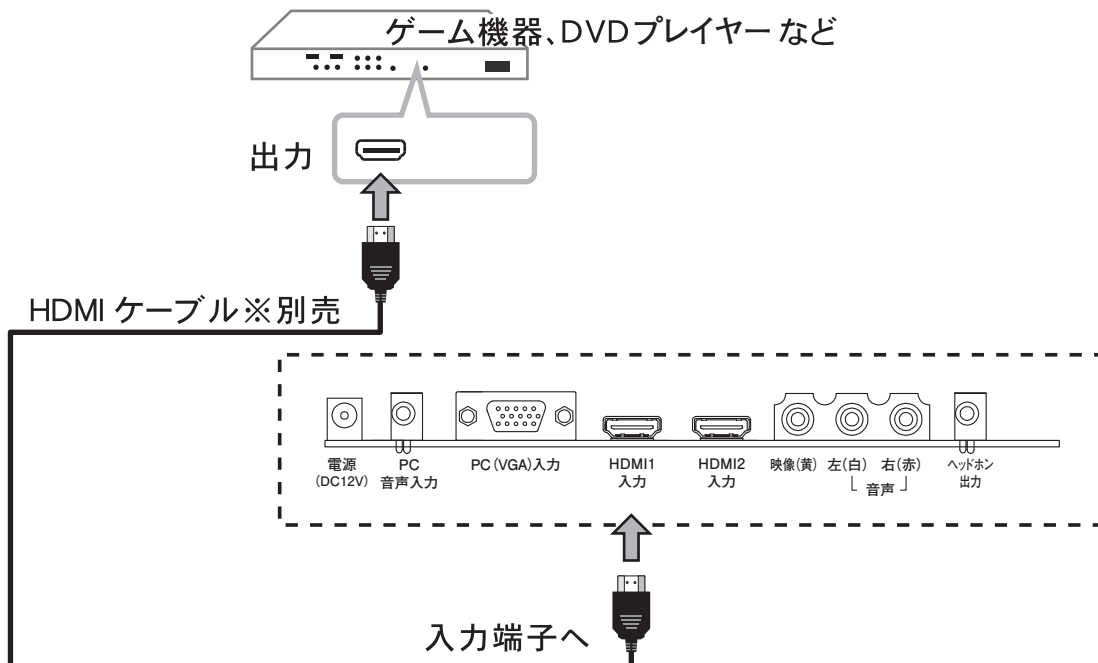 ゲーム機器、DVDプレイヤー など
出力
HDMI ケーブル※別売
電源
(DC12V)
PC
音声入力
PC(VGA)入力
HDMI1
入力
HDMI2
入力
映像(黄)
左(白)
右(赤)
音声
ヘッドホン
出力
入力端子へ